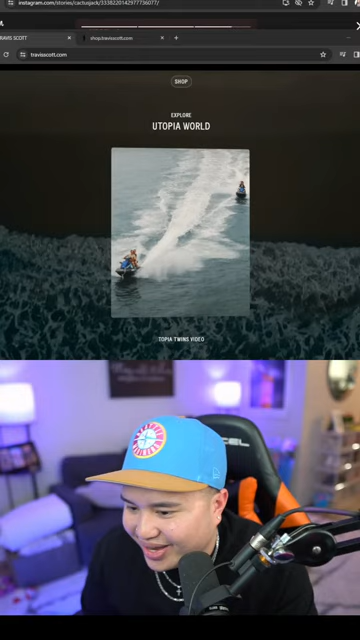 instagram.com/stories/cactusjack/3338220142977736077/
TRAVIS SCOTT
shop.travisscott.com
travisscott.com
SHOP
EXPLORE
UTOPIA WORLD
TOPIA TWINS VIDEO